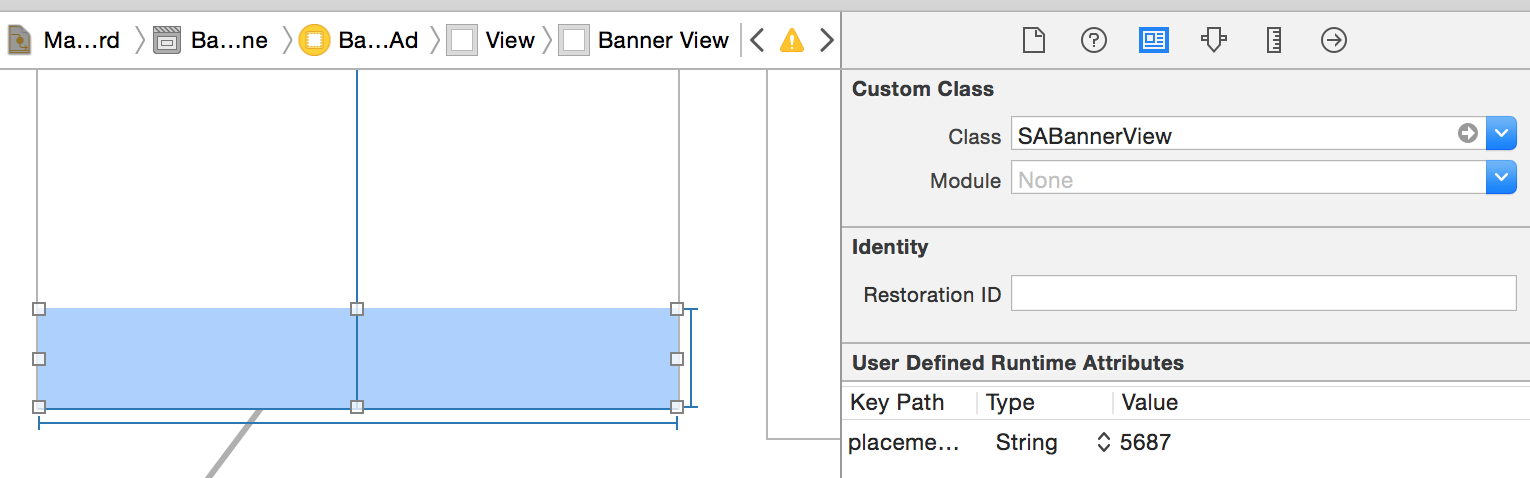 Ma...rd Ba...ne Ba...Ad View Banner View
Custom Class
Class SABannerView
Module None
Identity
Restoration ID
User Defined Runtime Attributes
Key Path Type Value
placeme... String 5687